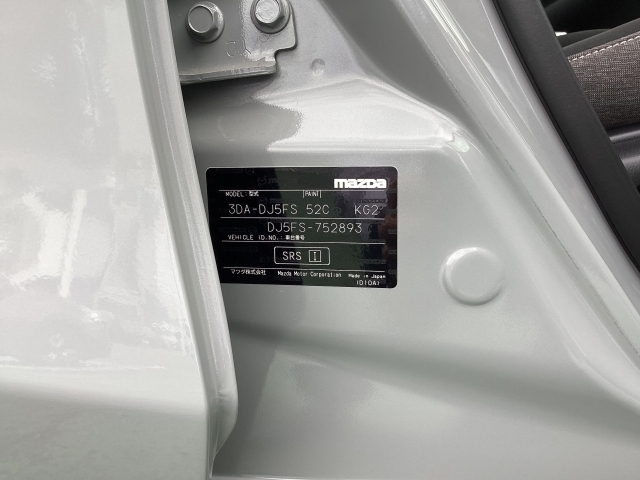 mazda
MODEL:型式 PAINT
3DA-DJ5FS 52C KG2
DJ5FS-752893
VEHICLE ID.NO.:車台番号
SRS I
マツダ株式会社 Mazda Motor Corporation Made in Japan
(D10A)